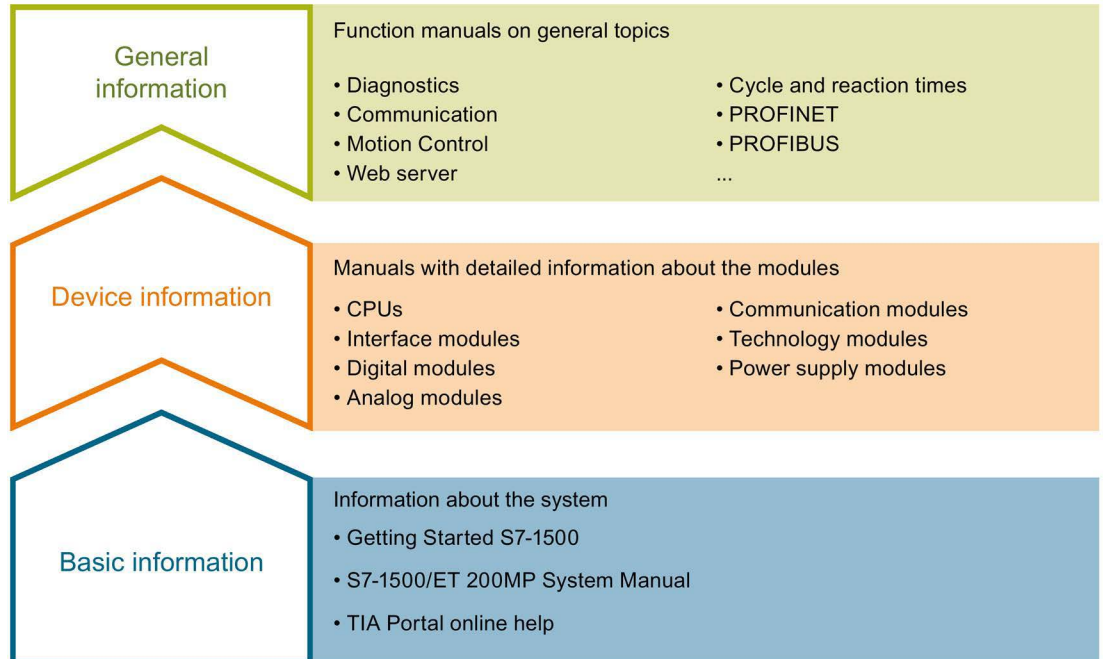 General
information
Function manuals on general topics
• Diagnostics
• Communication
• Motion Control
• Web server
• Cycle and reaction times
• PROFINET
• PROFIBUS
...
Device information
Manuals with detailed information about the modules
• CPUs
• Interface modules
• Digital modules
• Analog modules
• Communication modules
• Technology modules
• Power supply modules
Basic information
Information about the system
• Getting Started S7-1500
• S7-1500/ET 200MP System Manual
• TIA Portal online help